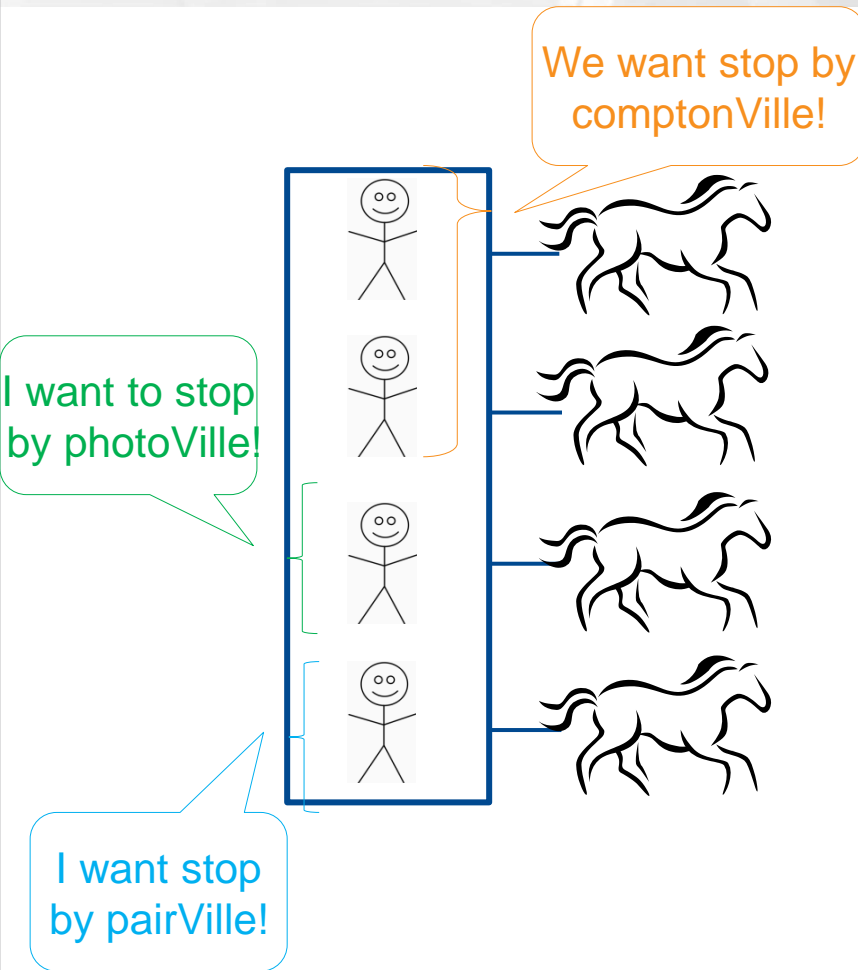 We want stop by
comptonVille!
I want to stop
by photoVille!
I want stop
by pairVille!